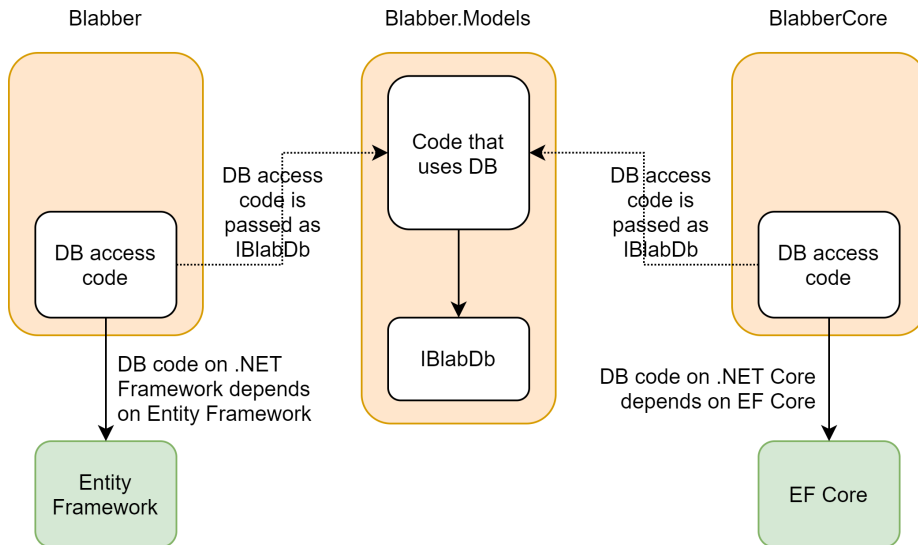 Blabber
Blabber.Models
BlabberCore
Code that
uses DB
DB access
code is
passed as
IBlabDb
DB access
code is
passed as
IBlabDb
DB access
code
DB access
code
IBlabDb
DB code on .NET
Framework depends
on Entity Framework
DB code on .NET Core
depends on EF Core
Entity
Framework
EF Core